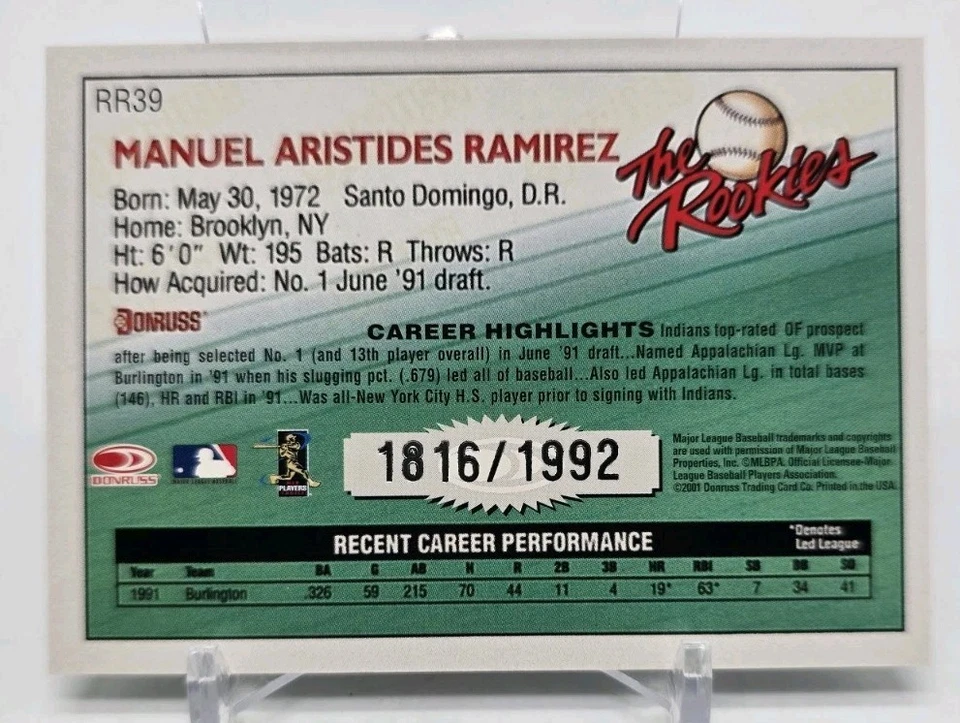 RR39
MANUEL ARISTIDES RAMIREZ
The Rookies
Born: May 30, 1972 Santo Domingo, D.R.
Home: Brooklyn, NY
Ht: 6'0" Wt: 195 Bats: R Throws: R
How Acquired: No. 1 June '91 draft.
DONRUSS
CAREER HIGHLIGHTS Indians top-rated OF prospect
after being selected No. 1 (and 13th player overall) in June '91 draft...Named Appalachian Lg. MVP at
Burlington in '91 when his slugging pct. (.679) led all of baseball...Also led Appalachian Lg. in total bases
(146), HR and RBI in '91...Was all-New York City H.S. player prior to signing with Indians.
DONRUSS
MAJOR LEAGUE BASEBALL
PLAYERS
1816/1992
Major League Baseball trademarks and copyrights
are used with permission of Major League Baseball
Properties, Inc. ©MLBPA. Official Licensee-Major
League Baseball Players Association.
©2001 Donruss Trading Card Co. Printed in the USA.
RECENT CAREER PERFORMANCE
*Denotes
Led League
Year Team BA G AB H R 2B 3B HR RBI SB BB SO
1991 Burlington .326 59 215 70 44 11 4 19* 63* 7 34 41